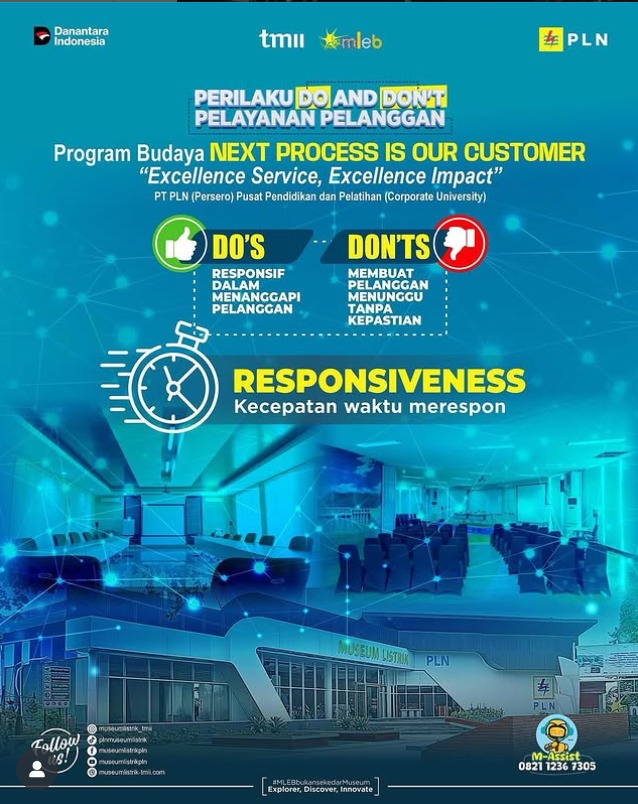 Danantara
Indonesia
tmii mleb
PLN
PERILAKU DO AND DON'T
PELAYANAN PELANGGAN
Program Budaya NEXT PROCESS IS OUR CUSTOMER
“Excellence Service, Excellence Impact”
PT PLN (Persero) Pusat Pendidikan dan Pelatihan (Corporate University)
DO'S
RESPONSIF
DALAM
MENANGGAPI
PELANGGAN
DON'TS
MEMBUAT
PELANGGAN
MENUNGGU
TANPA
KEPASTIAN
RESPONSIVENESS
Kecepatan waktu merespon
MUSEUM LISTRIK
PLN
PLN
Follow
us!
museumlistrik_tmii
plnmuseumlistrik
museumlistrikpln
museumlistrikpln
museumlistrik-tmii.com
M-Assist
0821 1236 7305
#MLEBbukansekedarMuseum
Explorer, Discover, Innovate